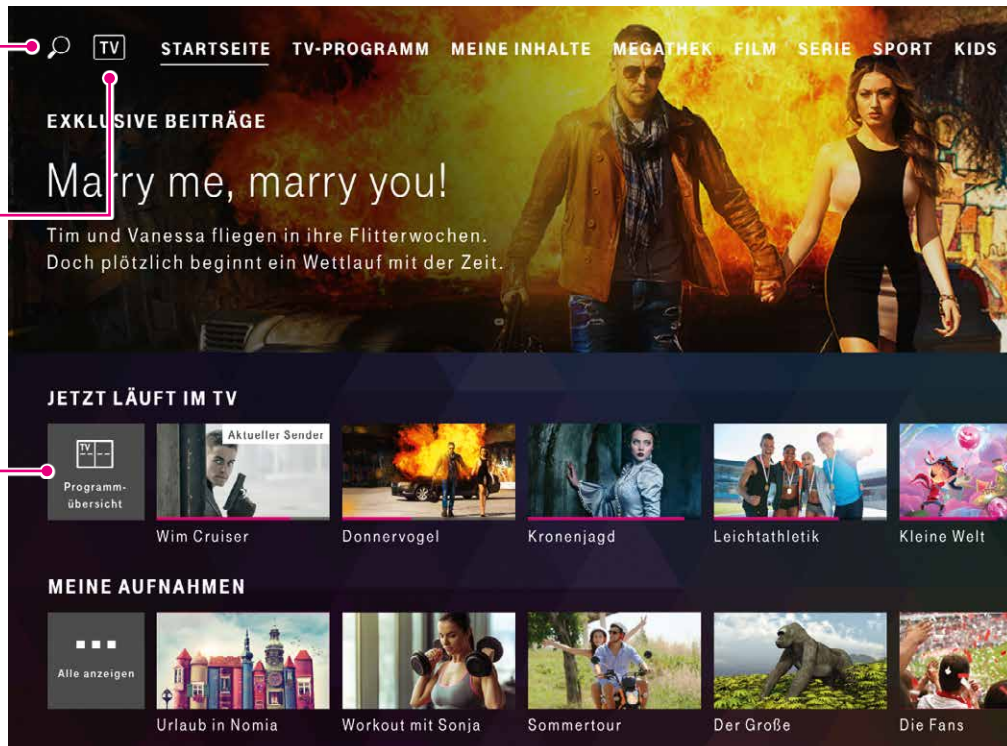 TV STARTSEITE TV-PROGRAMM MEINE INHALTE MEGATHEK FILM SERIE SPORT KIDS
EXKLUSIVE BEITRÄGE
Marry me, marry you!
Tim und Vanessa fliegen in ihre Flitterwochen.
Doch plötzlich beginnt ein Wettlauf mit der Zeit.
JETZT LÄUFT IM TV
TV
Programm-
übersicht
Aktueller Sender
Wim Cruiser
Donnervogel
Kronenjagd
Leichtathletik
Kleine Welt
MEINE AUFNAHMEN
Alle anzeigen
Urlaub in Nomia
Workout mit Sonja
Sommertour
Der Große
Die Fans